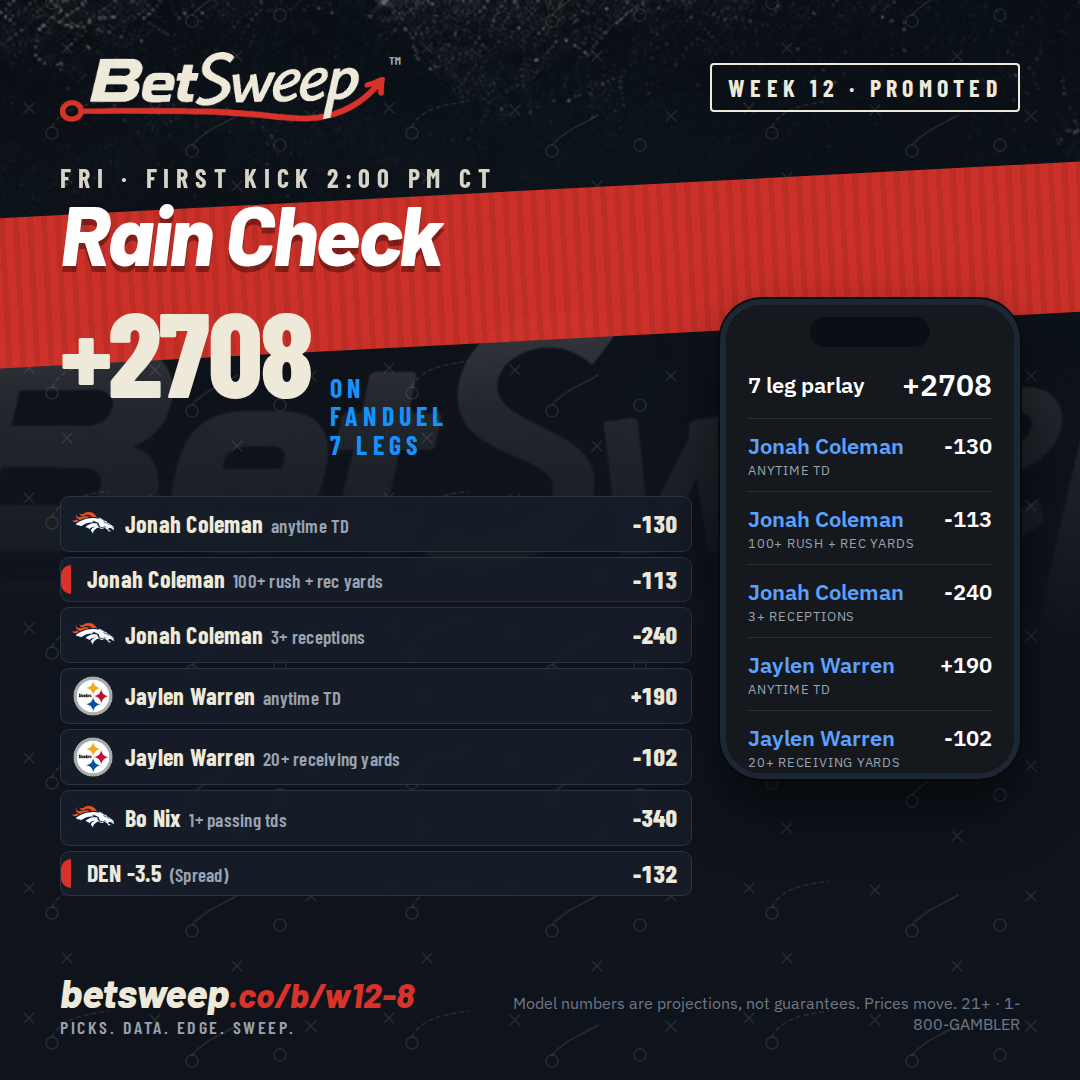 BetSweep™
WEEK 12 · PROMOTED
FRI · FIRST KICK 2:00 PM CT
Rain Check
+2708
ON
FANDUEL
7 LEGS
Jonah Coleman anytime TD -130
Jonah Coleman 100+ rush + rec yards -113
Jonah Coleman 3+ receptions -240
Jaylen Warren anytime TD +190
Jaylen Warren 20+ receiving yards -102
Bo Nix 1+ passing tds -340
DEN -3.5 (Spread) -132
7 leg parlay +2708
Jonah Coleman -130
ANYTIME TD
Jonah Coleman -113
100+ RUSH + REC YARDS
Jonah Coleman -240
3+ RECEPTIONS
Jaylen Warren +190
ANYTIME TD
Jaylen Warren -102
20+ RECEIVING YARDS
betsweep.co/b/w12-8
PICKS. DATA. EDGE. SWEEP.
Model numbers are projections, not guarantees. Prices move. 21+ · 1-
800-GAMBLER